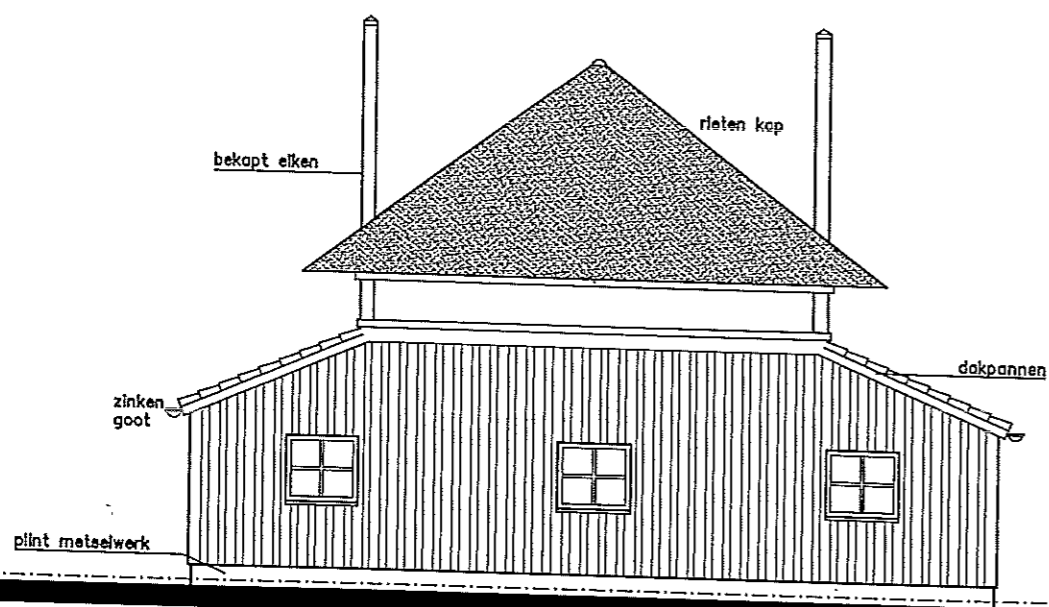 rieten kap
bekapt eiken
dakpannen
zinken
goot
plint metselwerk